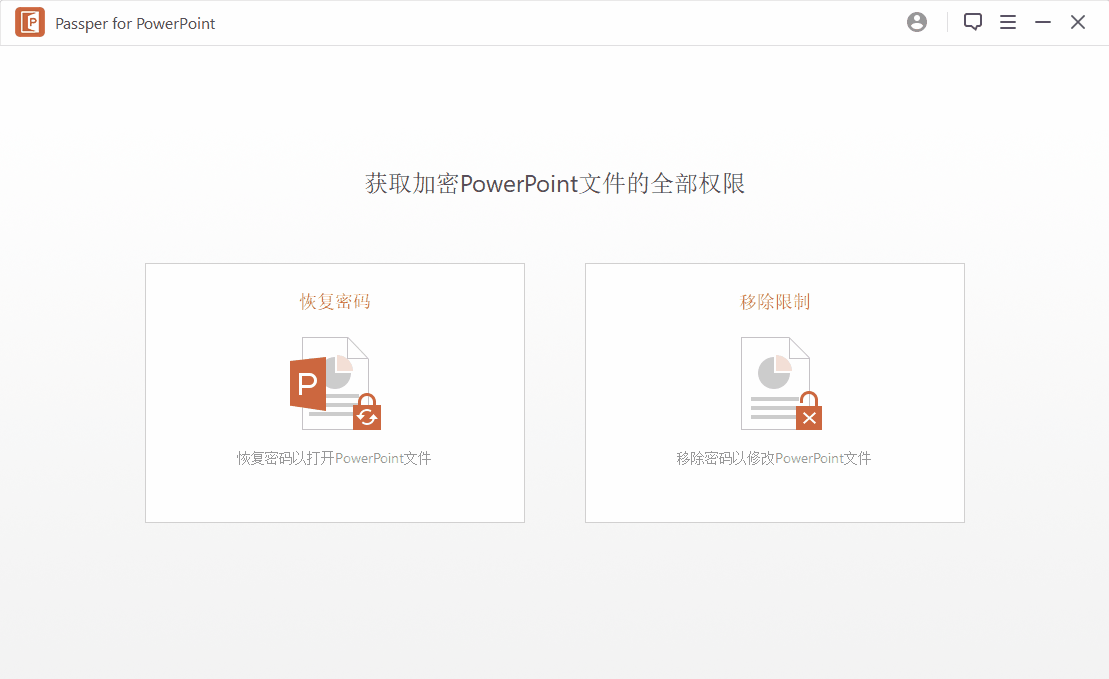 Passper for PowerPoint
获取加密PowerPoint文件的全部权限
恢复密码
P
恢复密码以打开PowerPoint文件
移除限制
移除密码以修改PowerPoint文件